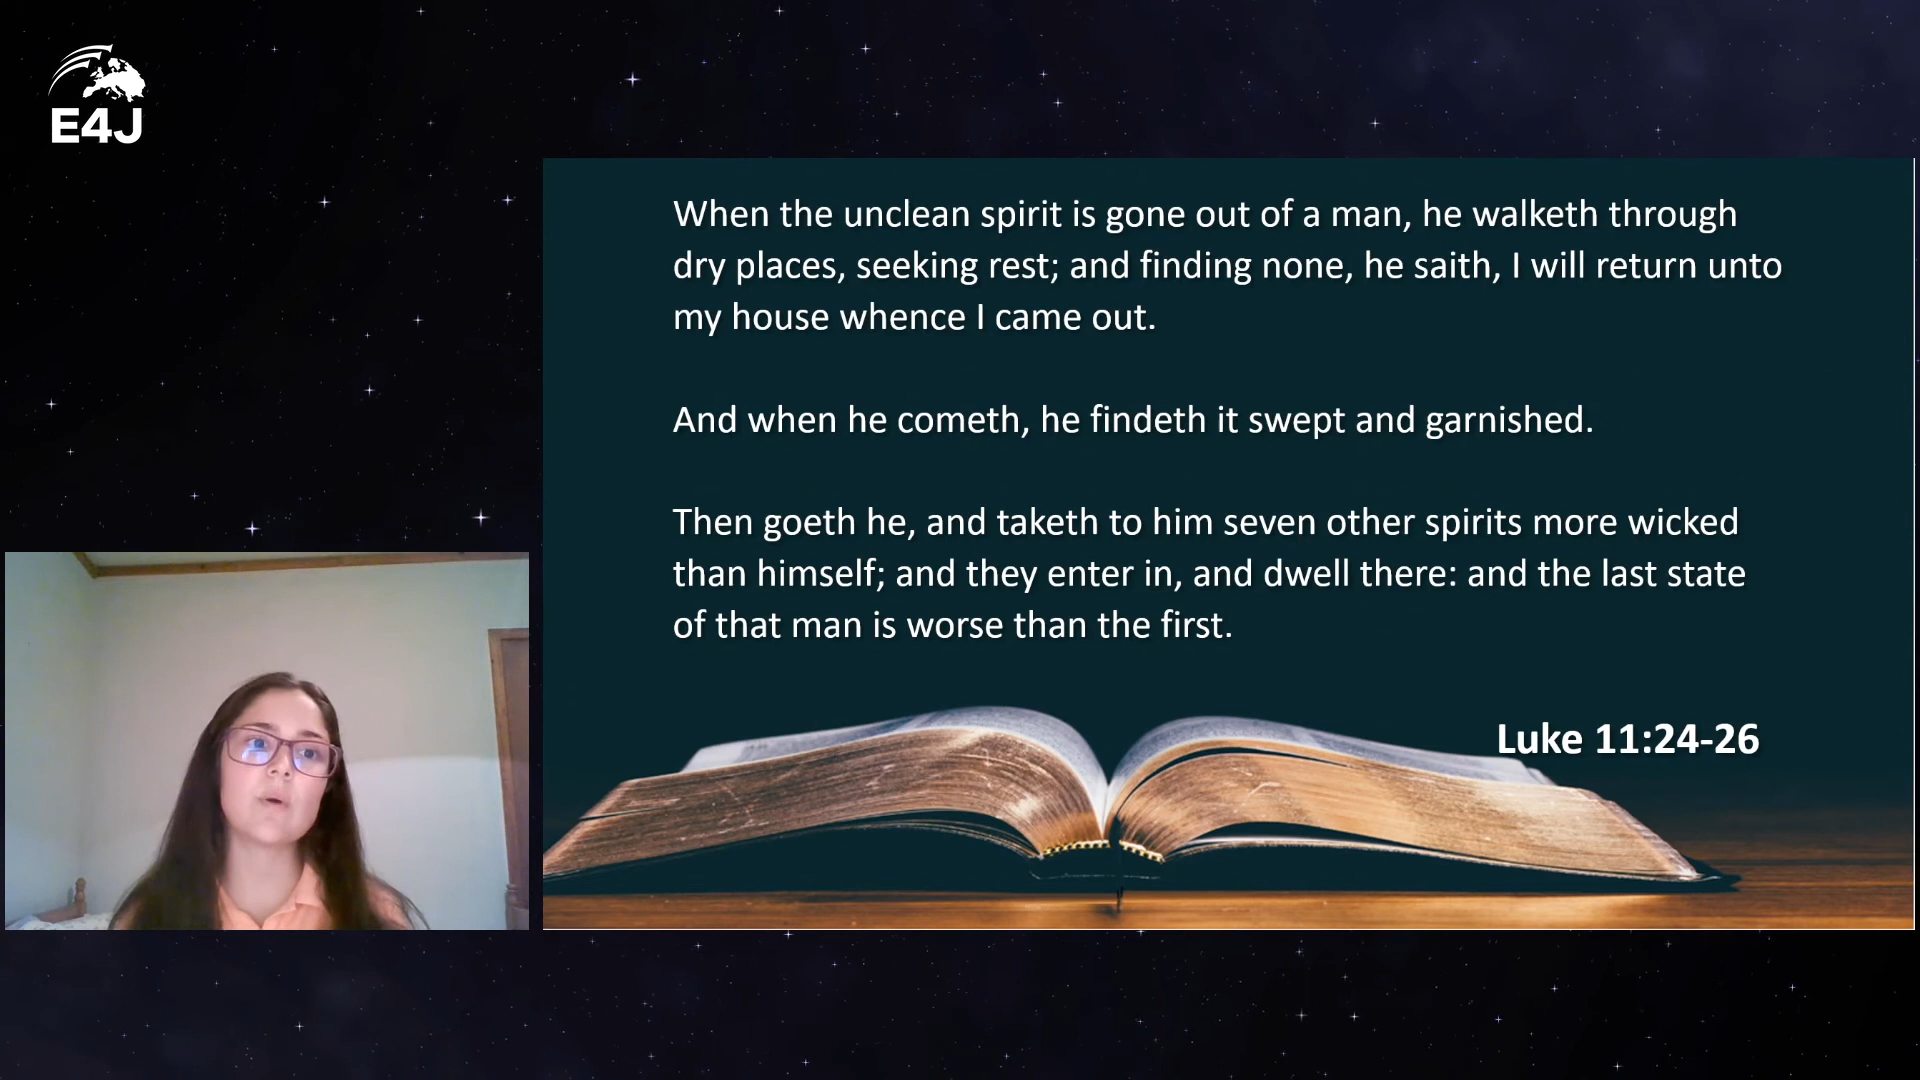 E4J
When the unclean spirit is gone out of a man, he walketh through
dry places, seeking rest; and finding none, he saith, I will return unto
my house whence I came out.
And when he cometh, he findeth it swept and garnished.
Then goeth he, and taketh to him seven other spirits more wicked
than himself; and they enter in, and dwell there: and the last state
of that man is worse than the first.
Luke 11:24-26